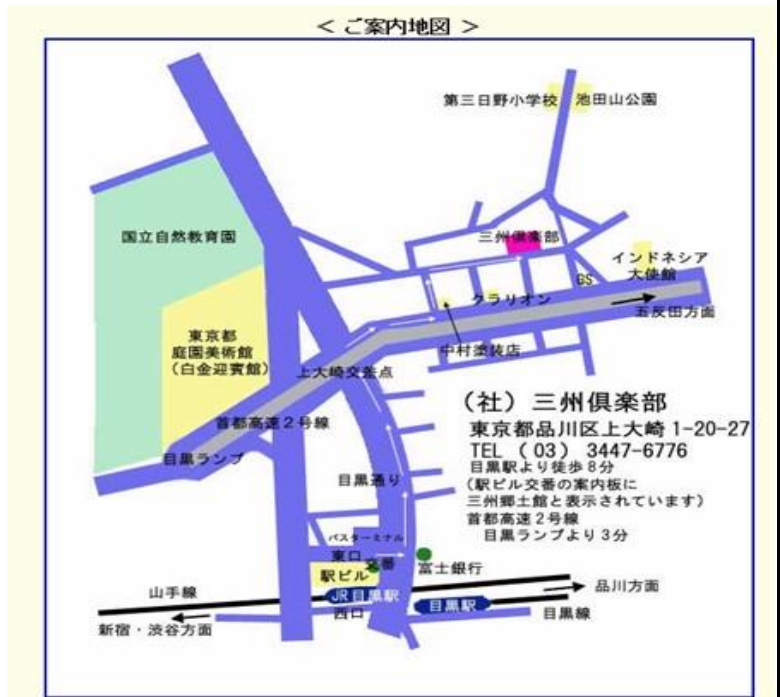 ＜ ご案内地図 ＞
第三日野小学校
池田山公園
国立自然教育園
三州倶楽部
インドネシア
大使館
GS
クラリオン
五反田方面
東京都
庭園美術館
（白金迎賓館）
中村塗装店
上大崎交差点
（社）三州倶楽部
首都高速2号線
東京都品川区上大崎 1-20-27
TEL （03） 3447-6776
目黒ランプ
目黒駅より徒歩8分
目黒通り
（駅ビル交番の案内板に
三州郷土館と表示されています）
首都高速2号線
目黒ランプより3分
バスターミナル
東口
交番
富士銀行
駅ビル
山手線
JR目黒駅
品川方面
目黒駅
西口
目黒線
新宿・渋谷方面